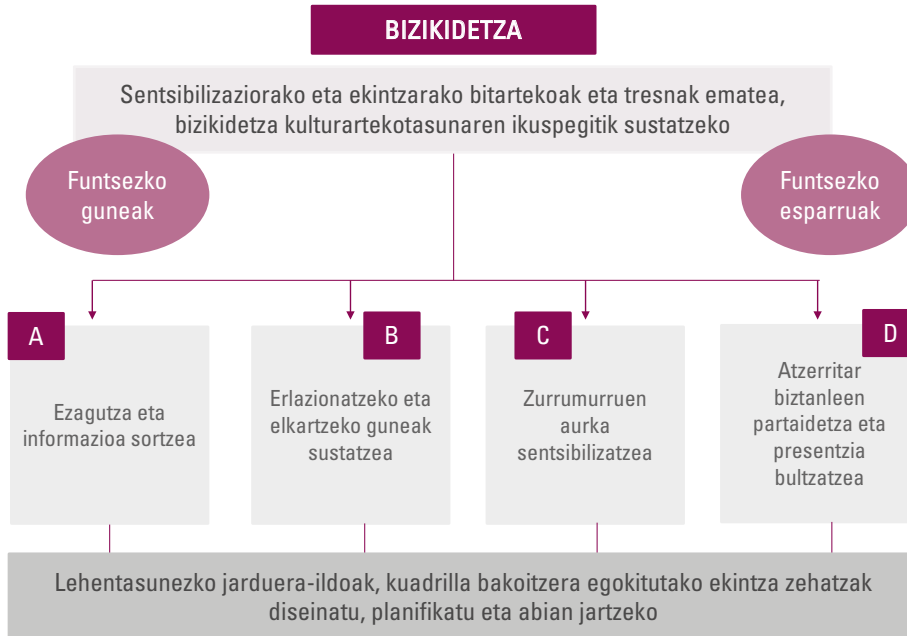 BIZIKIDETZA
Sentsibilizaziorako eta ekintzarako bitartekoak eta tresnak ematea,
bizikidetza kulturartekotasunaren ikuspegitik sustatzeko
Funtsezko
guneak
Funtsezko
esparruak
A
Ezagutza eta
informazioa sortzea
B
Erlazionatzeko eta
elkartzeko guneak
sustatzea
C
Zurrumurruen
aurka
sentsibilizatzea
D
Atzerritar
biztanleen
partaidetza eta
presentzia
bultzatzea
Lehentasunezko jarduera-ildoak, kuadrilla bakoitzera egokitutako ekintza zehatzak
diseinatu, planifikatu eta abian jartzeko